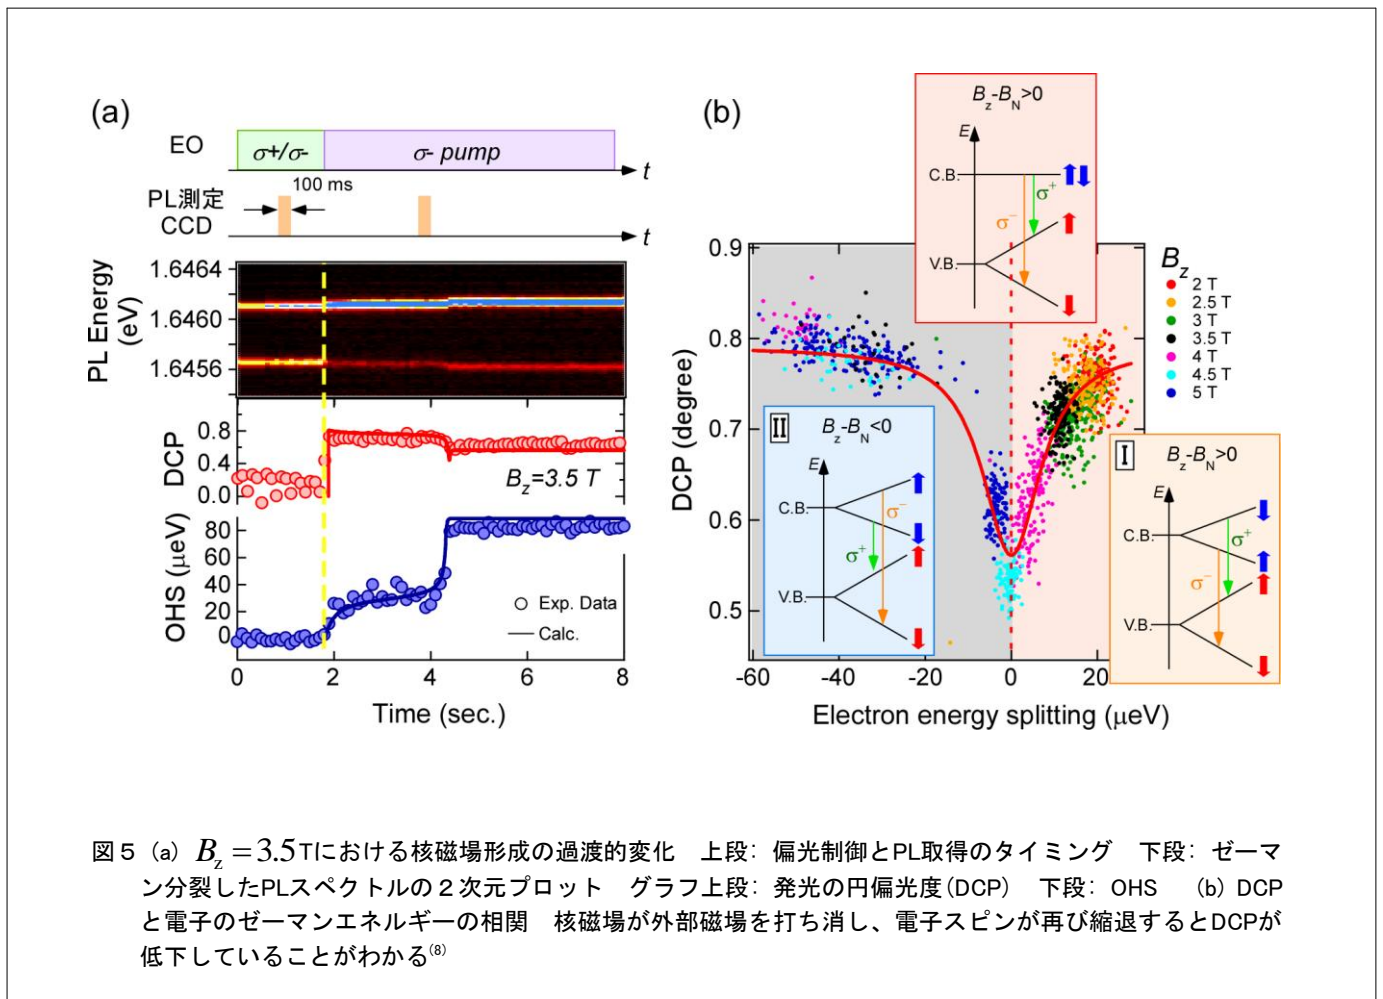 (a)
EO
σ+/σ-
σ- pump
t
100 ms
PL測定
CCD
t
PL Energy
(eV)
1.6464
1.6460
1.6456
DCP
0.8
0.4
0.0
B_z=3.5 T
OHS (μeV)
80
60
40
20
0
Exp. Data
Calc.
0
2
4
6
8
Time (sec.)
(b)
B_z-B_N>0
E
C.B.
σ+
σ−
V.B.
DCP (degree)
0.9
0.8
0.7
0.6
0.5
B_z
2 T
2.5 T
3 T
3.5 T
4 T
4.5 T
5 T
II
B_z-B_N<0
E
C.B.
σ−
σ+
V.B.
I
B_z-B_N>0
E
C.B.
σ+
σ−
V.B.
-60
-40
-20
0
20
Electron energy splitting (μeV)
図５ (a) B_z = 3.5Tにおける核磁場形成の過渡的変化　上段: 偏光制御とPL取得のタイミング　下段: ゼーマ
ン分裂したPLスペクトルの２次元プロット　グラフ上段: 発光の円偏光度(DCP)　下段: OHS　(b) DCP
と電子のゼーマンエネルギーの相関　核磁場が外部磁場を打ち消し、電子スピンが再び縮退するとDCPが
低下していることがわかる(8)